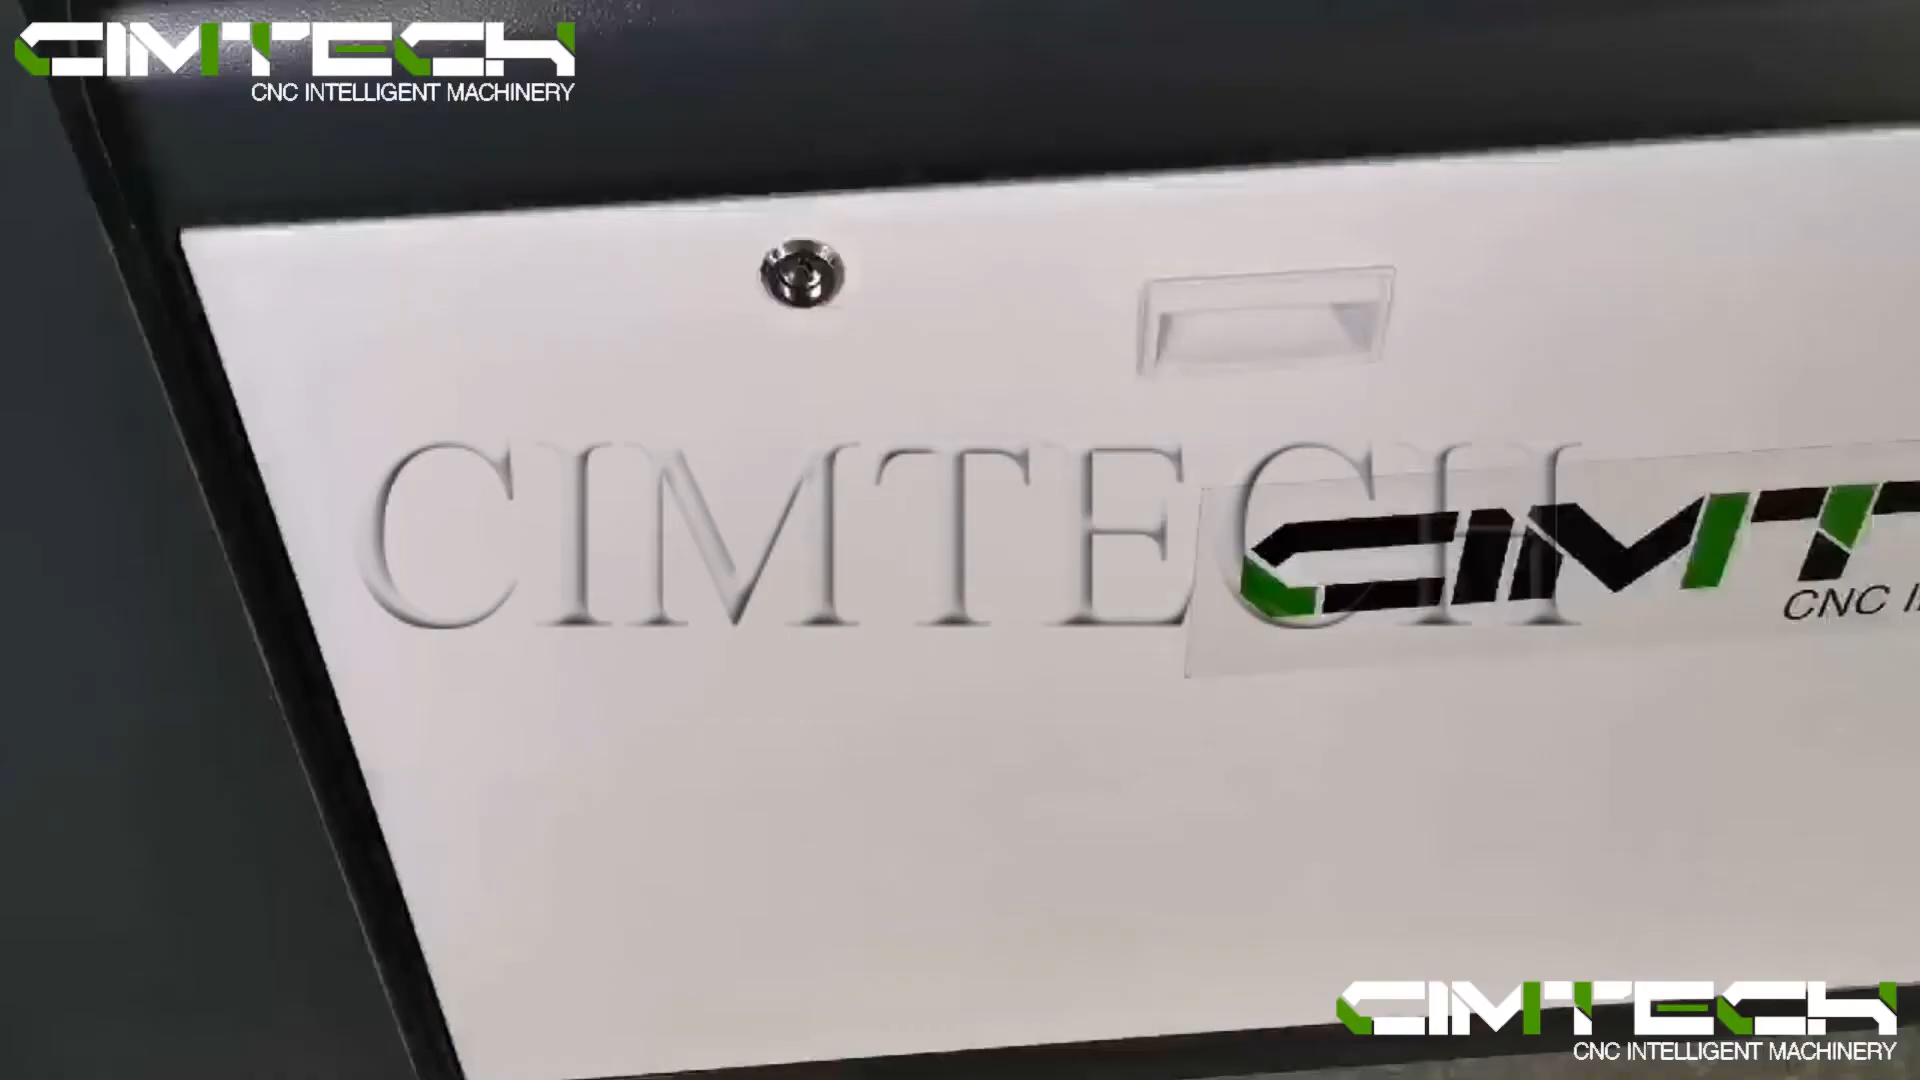 CIMTECH
CNC INTELLIGENT MACHINERY
CIMTECH
CIMT
CNC I
CIMTECH
CNC INTELLIGENT MACHINERY